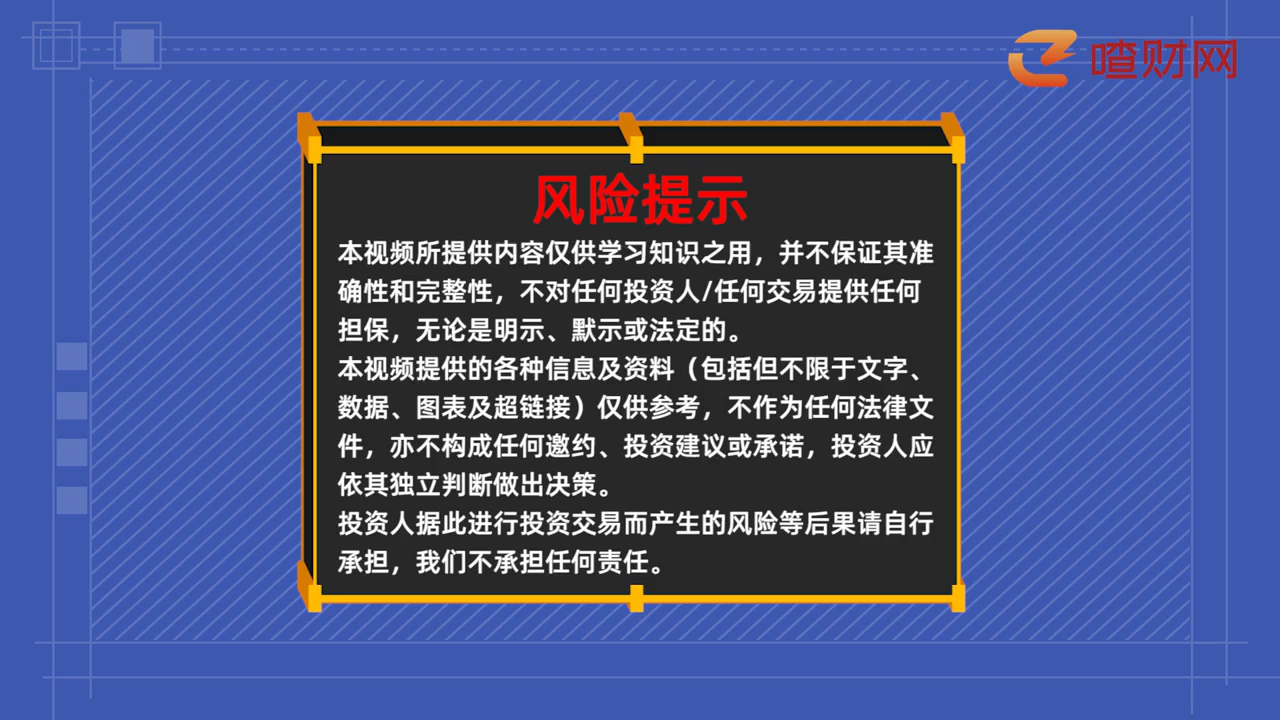 喳财网
风险提示
本视频所提供内容仅供学习知识之用，并不保证其准
确性和完整性，不对任何投资人/任何交易提供任何
担保，无论是明示、默示或法定的。
本视频提供的各种信息及资料（包括但不限于文字、
数据、图表及超链接）仅供参考，不作为任何法律文
件，亦不构成任何邀约、投资建议或承诺，投资人应
依其独立判断做出决策。
投资人据此进行投资交易而产生的风险等后果请自行
承担，我们不承担任何责任。